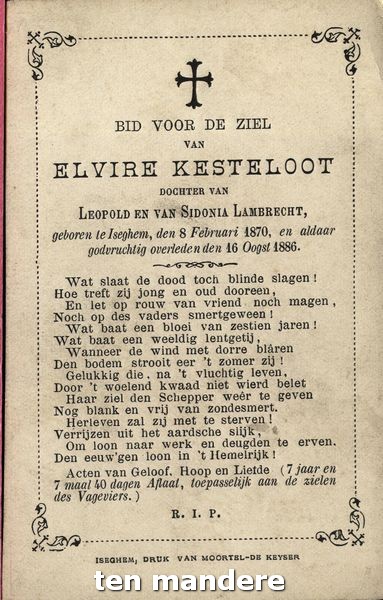 BID VOOR DE ZIEL
VAN
ELVIRE KESTELOOT
DOCHTER VAN
LEOPOLD EN VAN SIDONIA LAMBRECHT,
geboren te Iseghem, den 8 Februari 1870, en aldaar
godvruchtig overleden den 16 Oogst 1886.
Wat slaat de dood toch blinde slagen !
Hoe treft zij jong en oud dooreen,
En let op rouw van vriend noch magen,
Noch op des vaders smertgeween !
Wat baat een bloei van zestien jaren !
Wat baat een weeldig lentgetij,
Wanneer de wind met dorre blâren
Den bodem strooit eer 't zomer zij !
Gelukkig die, na 't vluchtig leven,
Door 't woelend kwaad niet wierd belet
Haar ziel den Schepper weêr te geven
Nog blank en vrij van zondesmert.
Herleven zal zij met te sterven !
Verrijzen uit het aardsche slijk,
Om loon naar werk en deugden te erven.
Den eeuw'gen loon in 't Hemelrijk !
Acten van Geloof, Hoop en Liefde (7 jaar en
7 maal 40 dagen Aflaat, toepasselijk aan de zielen
des Vageviers.)
R. I. P.
ISEGHEM, DRUK VAN MOORTEL-DE KEYSER
ten mandere